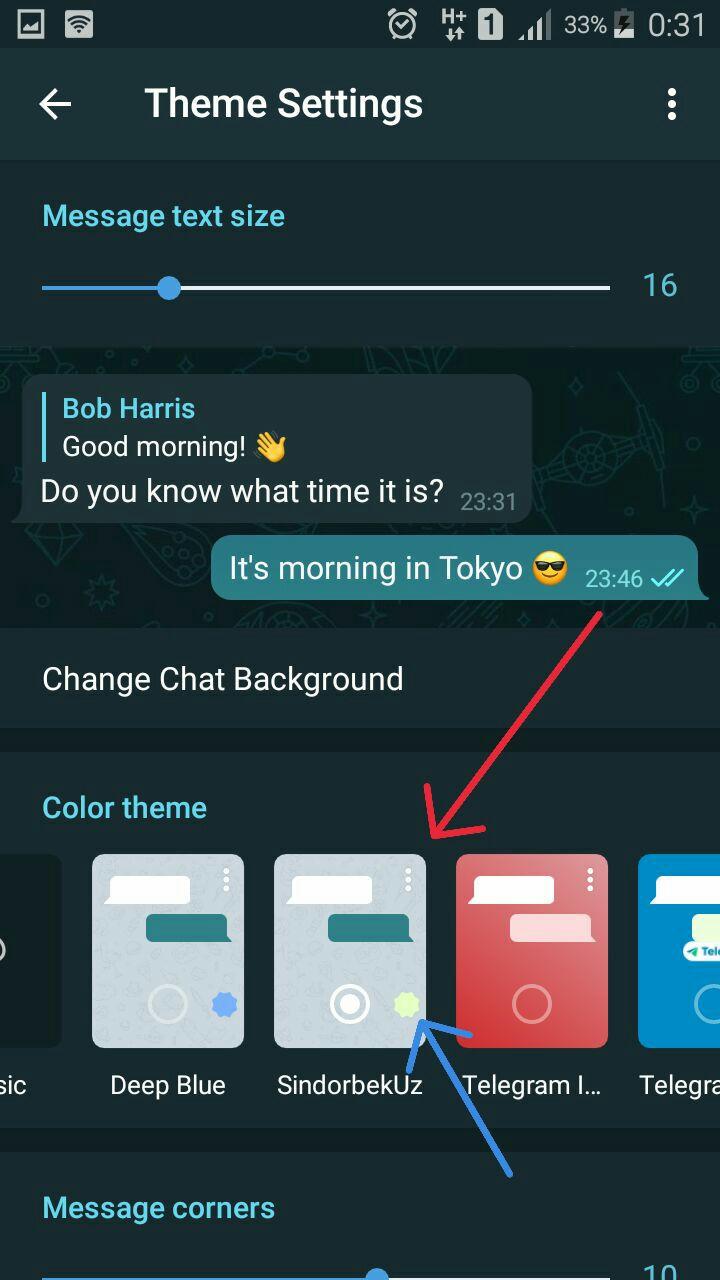 H+ 1 33% 0:31
Theme Settings
Message text size
16
Bob Harris
Good morning! 👋
Do you know what time it is? 23:31
It's morning in Tokyo 😎 23:46
Change Chat Background
Color theme
Tele
sic Deep Blue SindorbekUz Telegram I... Telegra
Message corners
10